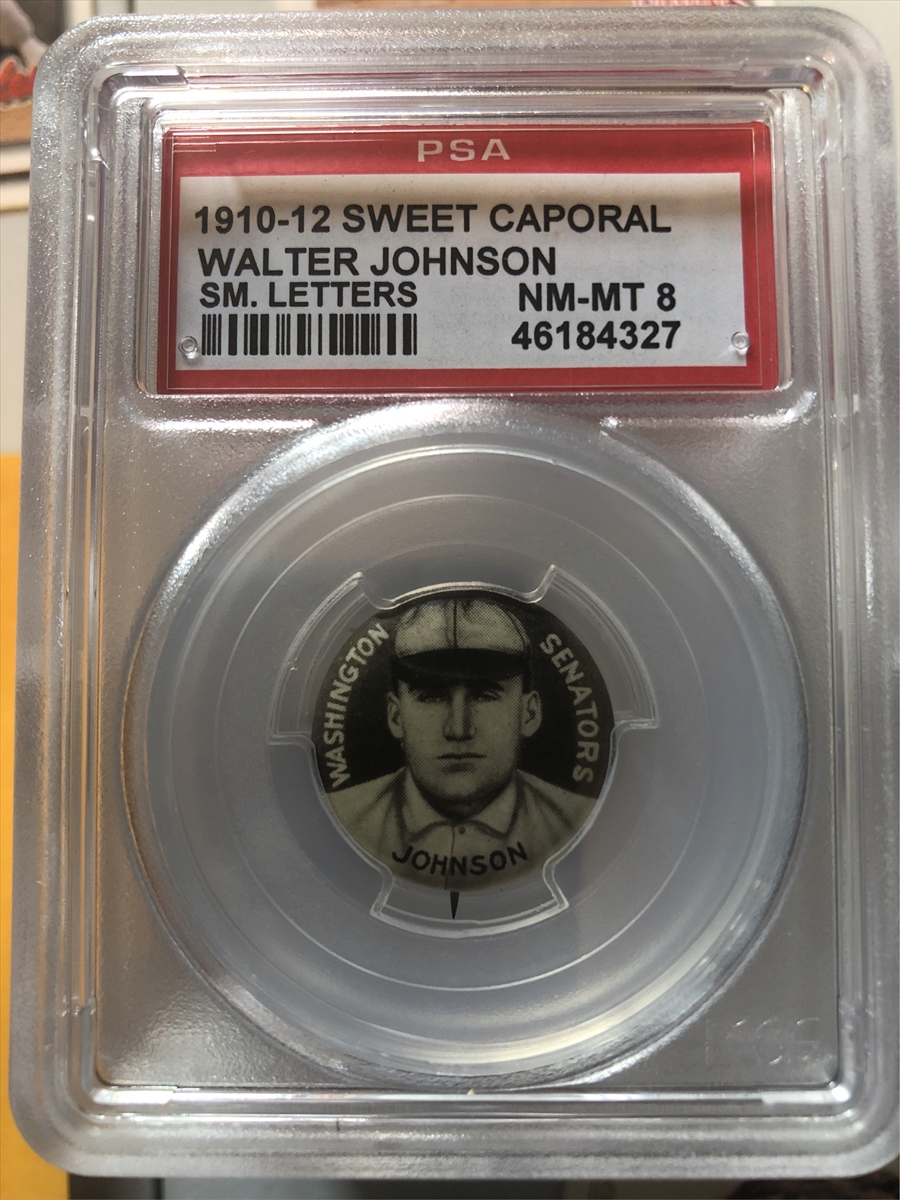 PSA
1910-12 SWEET CAPORAL
WALTER JOHNSON
SM. LETTERS
NM-MT 8
46184327
WASHINGTON
SENATORS
JOHNSON